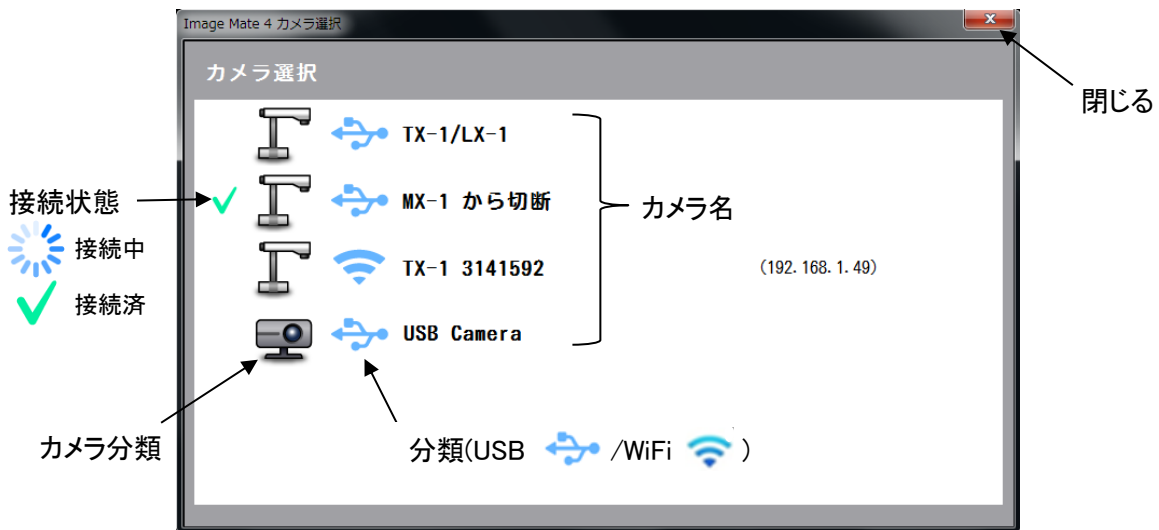 Image Mate 4 カメラ選択
x
カメラ選択
閉じる
TX-1/LX-1
接続状態
MX-1 から切断
カメラ名
接続中
TX-1 3141592
(192.168.1.49)
接続済
USB Camera
カメラ分類
分類(USB /WiFi )